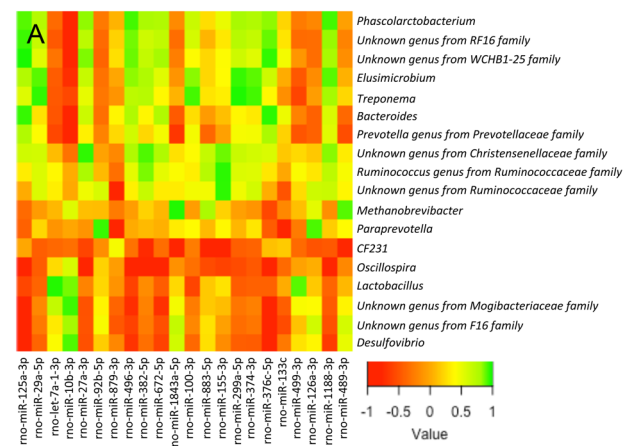 A
Phascolarctobacterium
Unknown genus from RF16 family
Unknown genus from WCHB1-25 family
Elusimicrobium
Treponema
Bacteroides
Prevotella genus from Prevotellaceae family
Unknown genus from Christensenellaceae family
Ruminococcus genus from Ruminococcaceae family
Unknown genus from Ruminococcaceae family
Methanobrevibacter
Paraprevotella
CF231
Oscillospira
Lactobacillus
Unknown genus from Mogibacteriaceae family
Unknown genus from F16 family
Desulfovibrio
rno-miR-125a-3p
rno-miR-29a-5p
rno-let-7a-1-3p
rno-miR-10b-3p
rno-miR-27a-3p
rno-miR-92b-5p
rno-miR-879-3p
rno-miR-496-3p
rno-miR-382-5p
rno-miR-672-5p
no-miR-1843a-5p
rno-miR-100-3p
rno-miR-883-5p
rno-miR-155-3p
rno-miR-299a-5p
rno-miR-374-3p
rno-miR-376c-5p
rno-miR-133c
rno-miR-499-3p
rno-miR-126a-3p
rno-miR-1188-3p
rno-miR-489-3p
-1 -0.5 0 0.5 1
Value